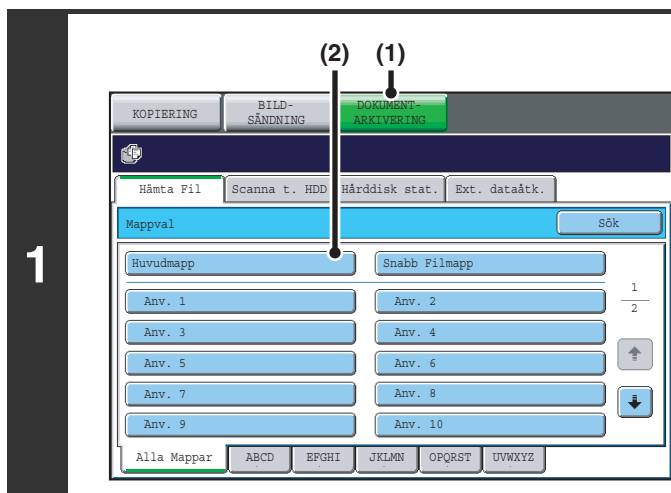 1
(2) (1)
KOPIERING
BILD-
SÄNDNING
DOKUMENT-
ARKIVERING
Hämta Fil
Scanna t. HDD
Hårddisk stat.
Ext. dataåtk.
Mappval
Sök
Huvudmapp
Snabb Filmapp
Anv. 1
Anv. 2
Anv. 3
Anv. 4
Anv. 5
Anv. 6
Anv. 7
Anv. 8
Anv. 9
Anv. 10
1
2
Alla Mappar
ABCD
EFGHI
JKLMN
OPQRST
UVWXYZ